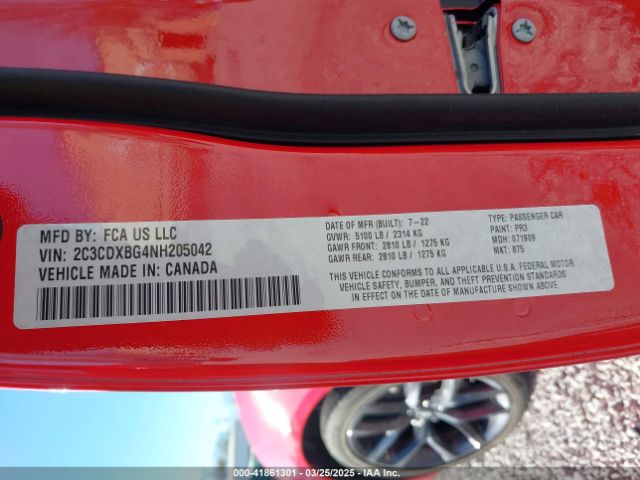 MFD BY: FCA US LLC
VIN: 2C3CDXBG4NH205042
VEHICLE MADE IN: CANADA
DATE OF MFR (BUILT): 7-22
GVWR: 5100 LB / 2314 KG
GAWR FRONT: 2810 LB / 1275 KG
GAWR REAR: 2810 LB / 1275 KG
TYPE: PASSENGER CAR
PAINT: PR3
MDH: 071909
MKT: 875
THIS VEHICLE CONFORMS TO ALL APPLICABLE U.S.A. FEDERAL MOTOR
VEHICLE SAFETY, BUMPER, AND THEFT PREVENTION STANDARDS
IN EFFECT ON THE DATE OF MANUFACTURE SHOWN ABOVE
000-41861301 - 03/25/2025 - IAA Inc.